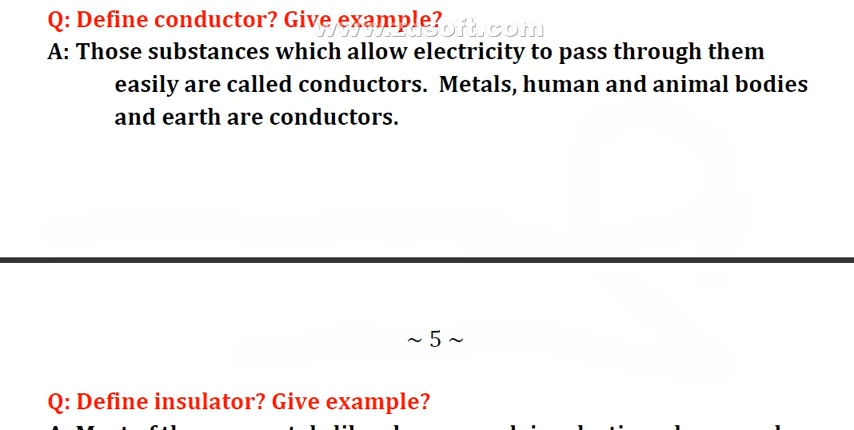 Q: Define conductor? Give example?
www.zdsoft.com
A: Those substances which allow electricity to pass through them
easily are called conductors. Metals, human and animal bodies
and earth are conductors.
~ 5 ~
Q: Define insulator? Give example?